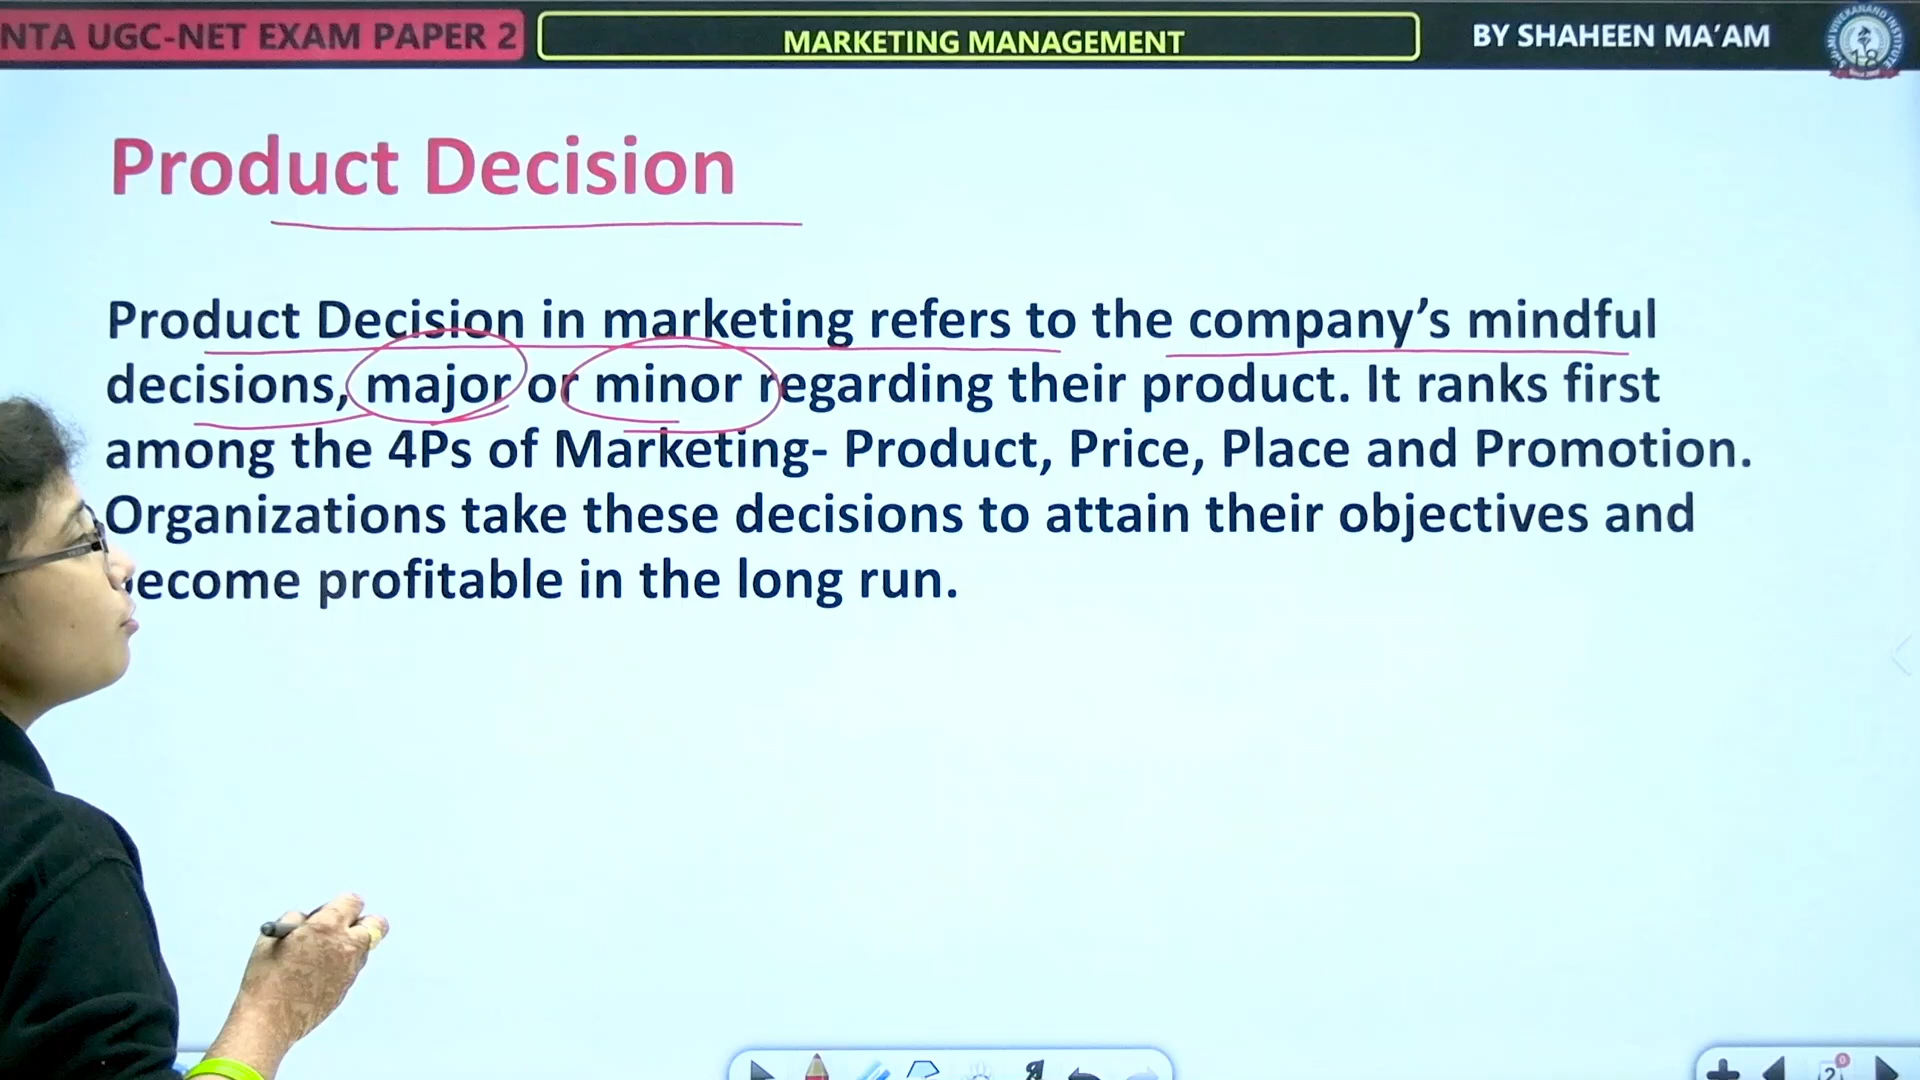 NTA UGC-NET EXAM PAPER 2
MARKETING MANAGEMENT
BY SHAHEEN MA’AM
Product Decision
Product Decision in marketing refers to the company’s mindful
decisions, major or minor regarding their product. It ranks first
among the 4Ps of Marketing- Product, Price, Place and Promotion.
Organizations take these decisions to attain their objectives and
become profitable in the long run.